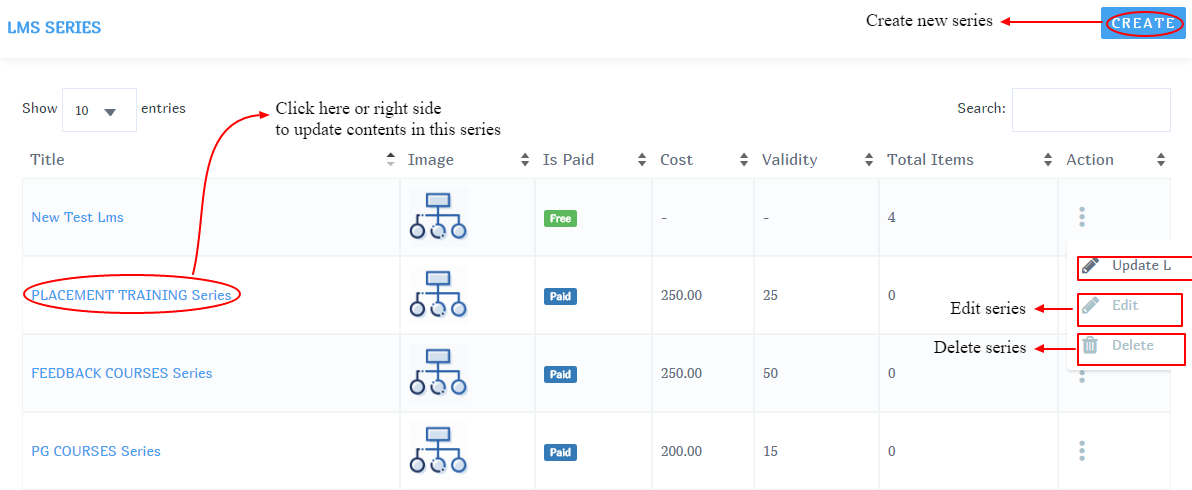 LMS SERIES
Create new series
CREATE
Show 10 entries
Click here or right side
to update contents in this series
Search:
Title Image Is Paid Cost Validity Total Items Action
New Test Lms Free - - 4
Update L
PLACEMENT TRAINING Series Paid 250.00 25 0
Edit series Edit
Delete series Delete
FEEDBACK COURSES Series Paid 250.00 50 0
PG COURSES Series Paid 200.00 15 0